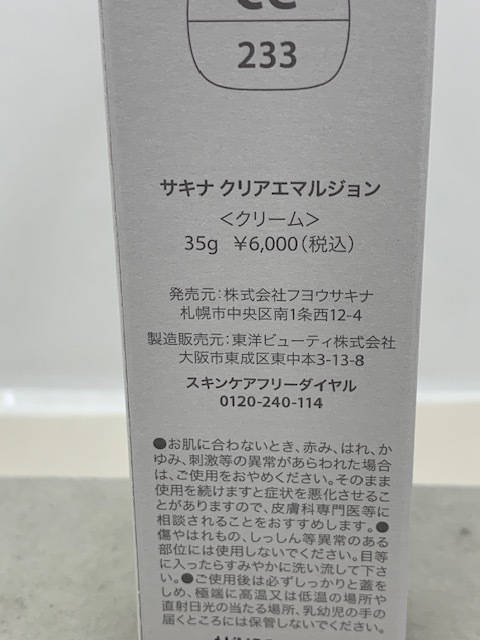 233
サキナ クリアエマルジョン
＜クリーム＞
35g ￥6,000(税込)
発売元:株式会社フヨウサキナ
札幌市中央区南1条西12-4
製造販売元:東洋ビューティ株式会社
大阪市東成区東中本3-13-8
スキンケアフリーダイヤル
0120-240-114
●お肌に合わないとき、赤み、はれ、か
ゆみ、刺激等の異常があらわれた場合
は、ご使用をおやめください。そのまま
使用を続けますと症状を悪化させるこ
とがありますので、皮膚科専門医等に
相談されることをおすすめします。●
傷やはれもの、しっしん等異常のある
部位には使用しないでください。目等
に入ったらすみやかに洗い流して下さ
い。●ご使用後は必ずしっかりと蓋を
しめ、極端に高温又は低温の場所や
直射日光の当たる場所、乳幼児の手の
届くところには保管しないでください。